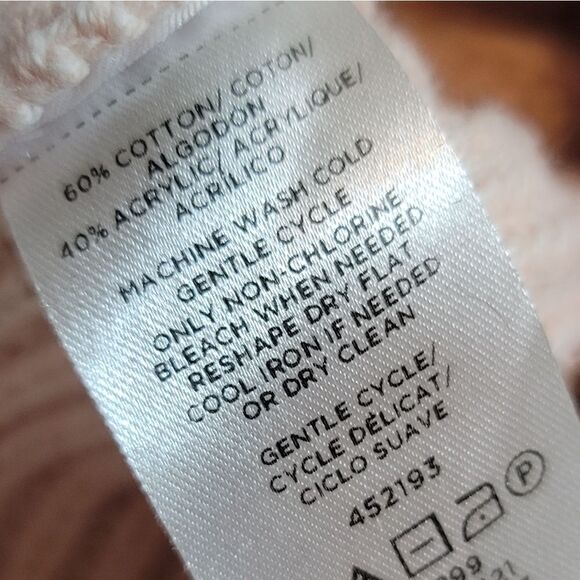 60% COTTON/ COTON/
ALGODON
40% ACRYLIC/ ACRYLIQUE/
ACRILICO
MACHINE WASH COLD
GENTLE CYCLE
ONLY NON-CHLORINE
BLEACH WHEN NEEDED
RESHAPE DRY FLAT
COOL IRON IF NEEDED
OR DRY CLEAN
GENTLE CYCLE/
CYCLE DÉLICAT/
CICLO SUAVE
452193
P